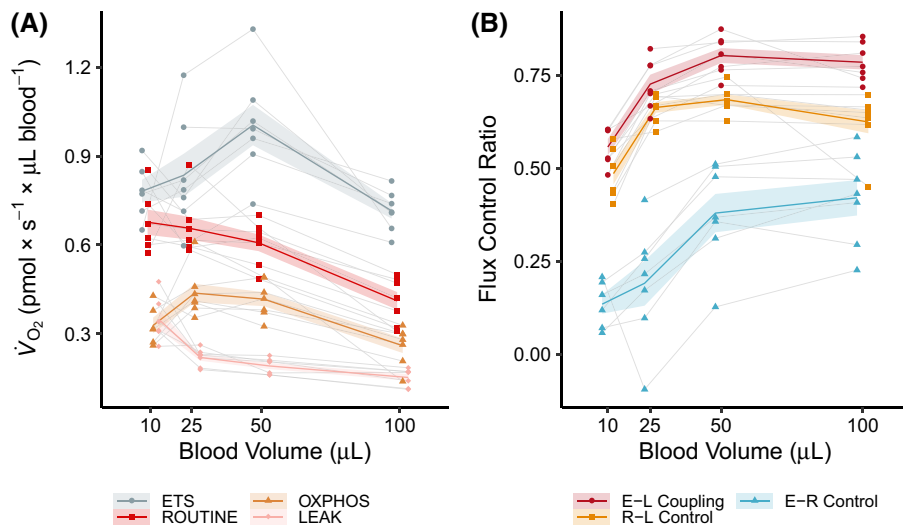 (A)
V̇O₂ (pmol × s⁻¹ × μL blood⁻¹)
1.2
0.9
0.6
0.3
10 25 50 100
Blood Volume (μL)
ETS OXPHOS
ROUTINE LEAK
(B)
Flux Control Ratio
0.75
0.50
0.25
0.00
10 25 50 100
Blood Volume (μL)
E−L Coupling E−R Control
R−L Control